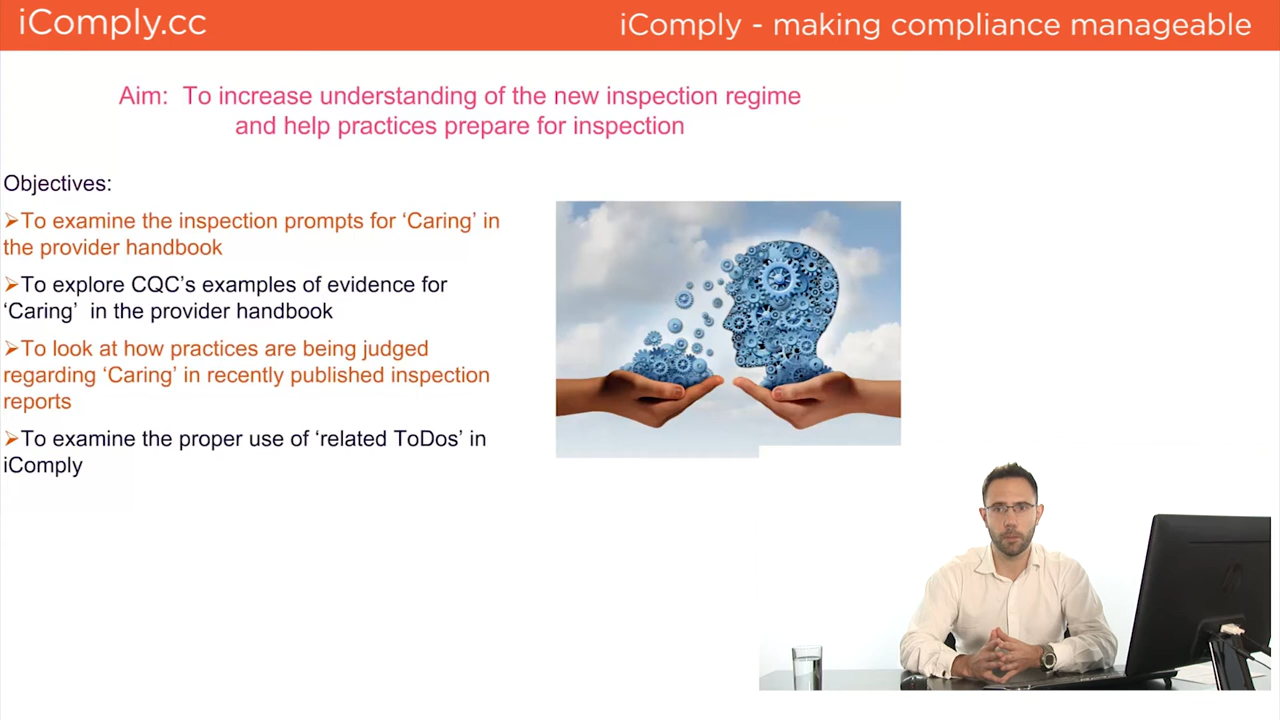 iComply.cc
iComply - making compliance manageable
Aim: To increase understanding of the new inspection regime
and help practices prepare for inspection
Objectives:
➢To examine the inspection prompts for ‘Caring’ in
the provider handbook
➢To explore CQC’s examples of evidence for
‘Caring’ in the provider handbook
➢To look at how practices are being judged
regarding ‘Caring’ in recently published inspection
reports
➢To examine the proper use of ‘related ToDos’ in
iComply